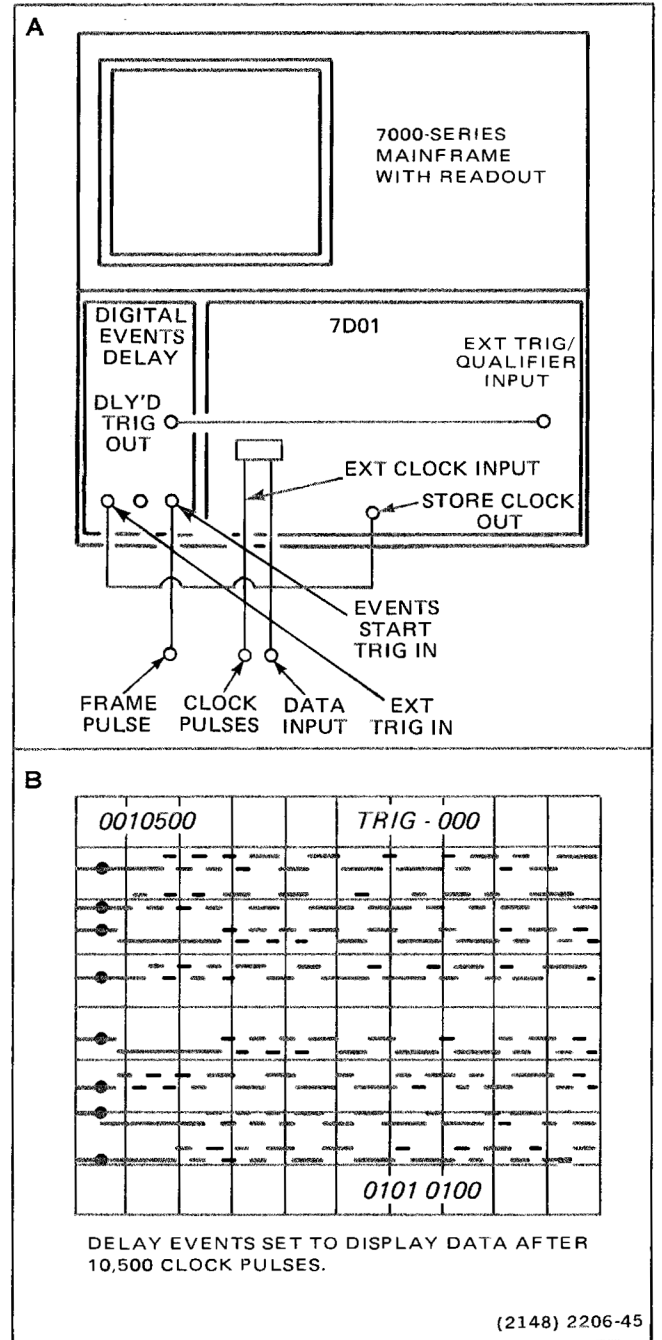 A
7000-SERIES
MAINFRAME
WITH READOUT
DIGITAL
EVENTS
DELAY
7D01
EXT TRIG/
QUALIFIER
INPUT
DLY'D
TRIG
OUT
EXT CLOCK INPUT
STORE CLOCK
OUT
EVENTS
START
TRIG IN
FRAME
PULSE
CLOCK
PULSES
DATA
INPUT
EXT
TRIG IN
B
0010500
TRIG - 000
0101 0100
DELAY EVENTS SET TO DISPLAY DATA AFTER
10,500 CLOCK PULSES.
(2148) 2206-45